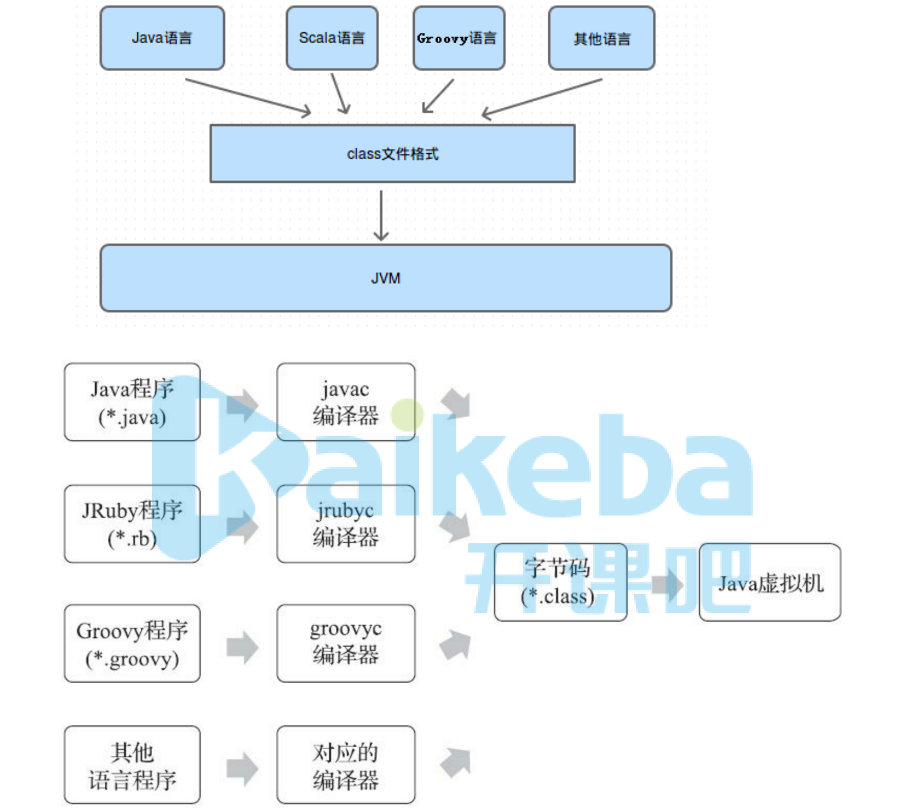 Java语言
Scala语言
Groovy语言
其他语言
class文件格式
JVM
Java程序
(*.java)
javac
编译器
JRuby程序
(*.rb)
jrubyc
编译器
Groovy程序
(*.groovy)
groovyc
编译器
其他
语言程序
对应的
编译器
字节码
(*.class)
Java虚拟机
kaikeba
开课吧